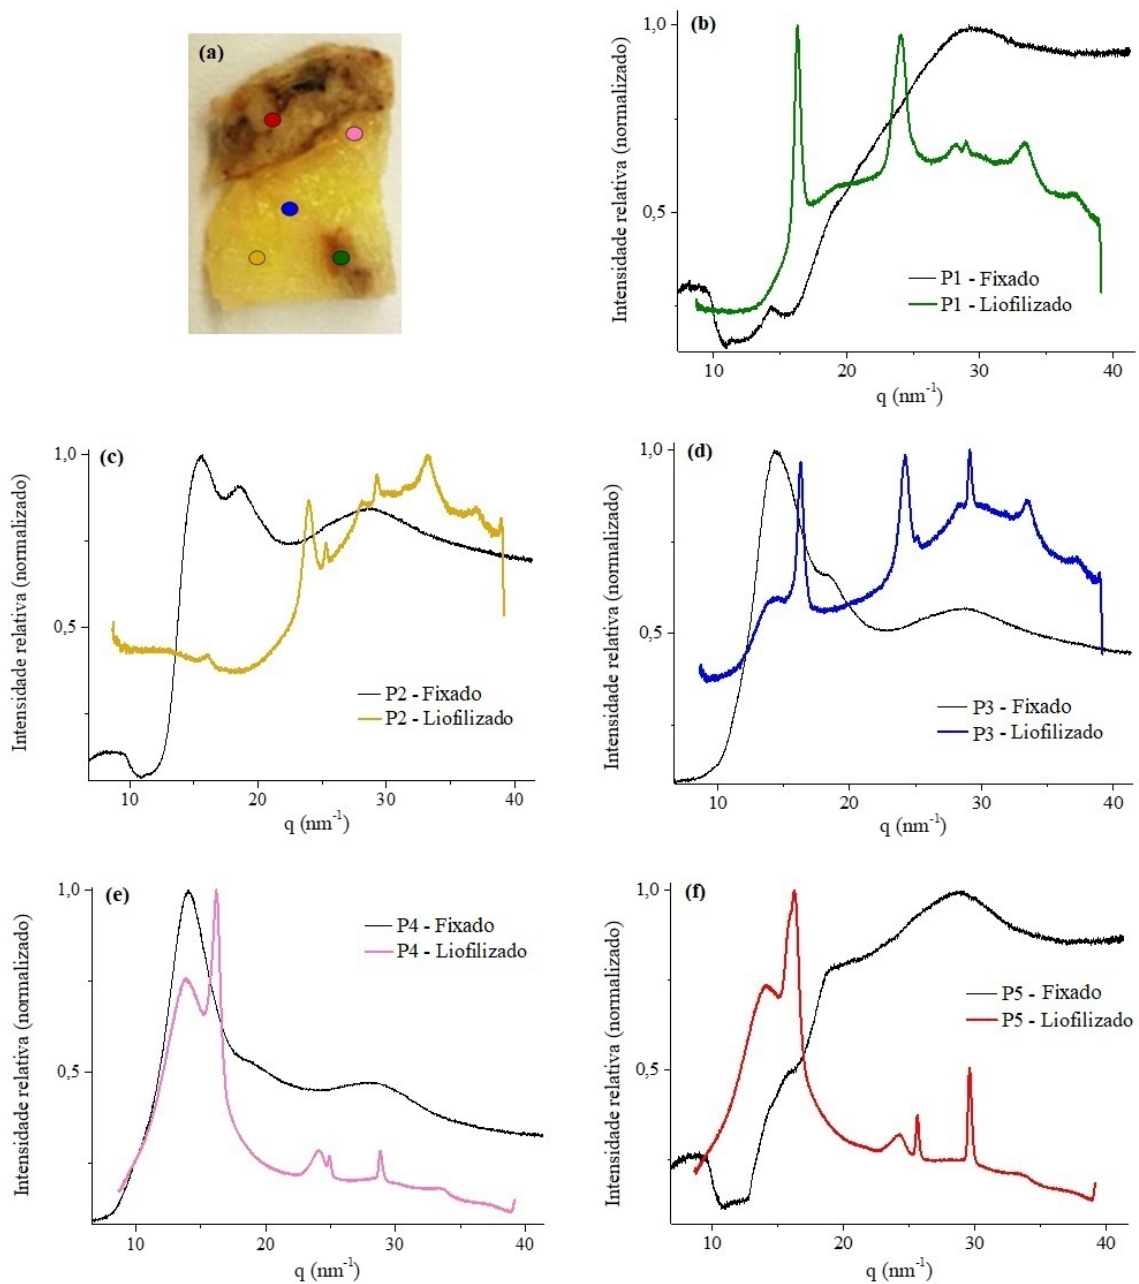 (a)
(b)
Intensidade relativa (normalizado)
1,0
0,5
P1 - Fixado
P1 - Liofilizado
10 20 30 40
q (nm-1)
(c)
Intensidade relativa (normalizado)
1,0
0,5
P2 - Fixado
P2 - Liofilizado
10 20 30 40
q (nm-1)
(d)
Intensidade relativa (normalizado)
1,0
0,5
P3 - Fixado
P3 - Liofilizado
10 20 30 40
q (nm-1)
(e)
Intensidade relativa (normalizado)
1,0
0,5
P4 - Fixado
P4 - Liofilizado
10 20 30 40
q (nm-1)
(f)
Intensidade relativa (normalizado)
1,0
0,5
P5 - Fixado
P5 - Liofilizado
10 20 30 40
q (nm-1)